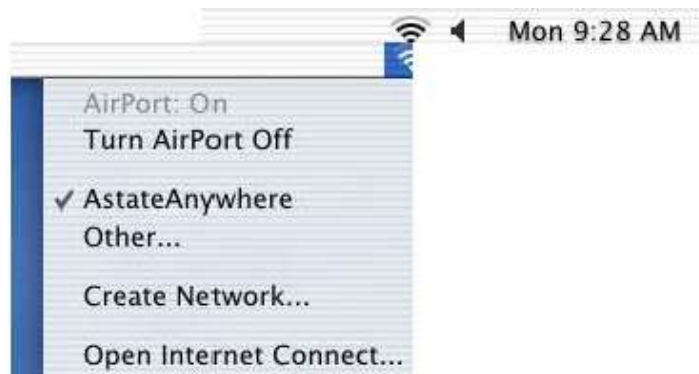 Mon 9:28 AM
AirPort: On
Turn AirPort Off
AstateAnywhere
Other...
Create Network...
Open Internet Connect...